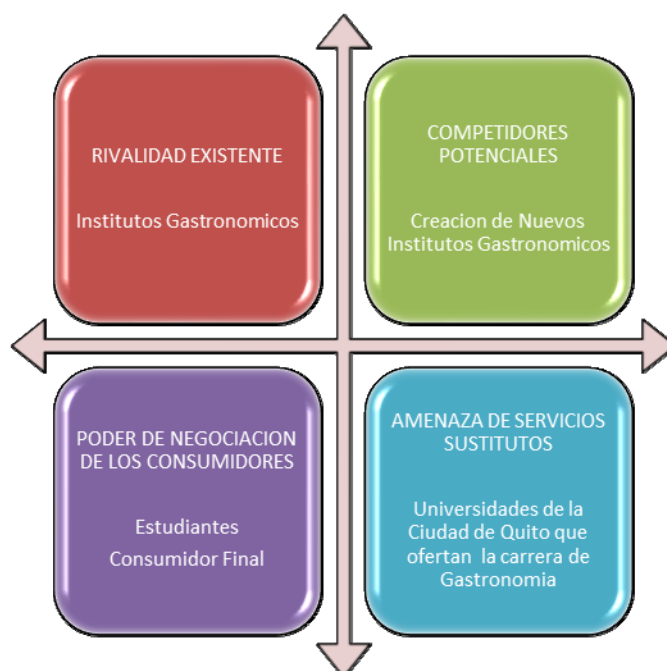 RIVALIDAD EXISTENTE
Institutos Gastronomicos
COMPETIDORES
POTENCIALES
Creacion de Nuevos
Institutos Gastronomicos
PODER DE NEGOCIACION
DE LOS CONSUMIDORES
Estudiantes
Consumidor Final
AMENAZA DE SERVICIOS
SUSTITUTOS
Universidades de la
Ciudad de Quito que
ofertan la carrera de
Gastronomia